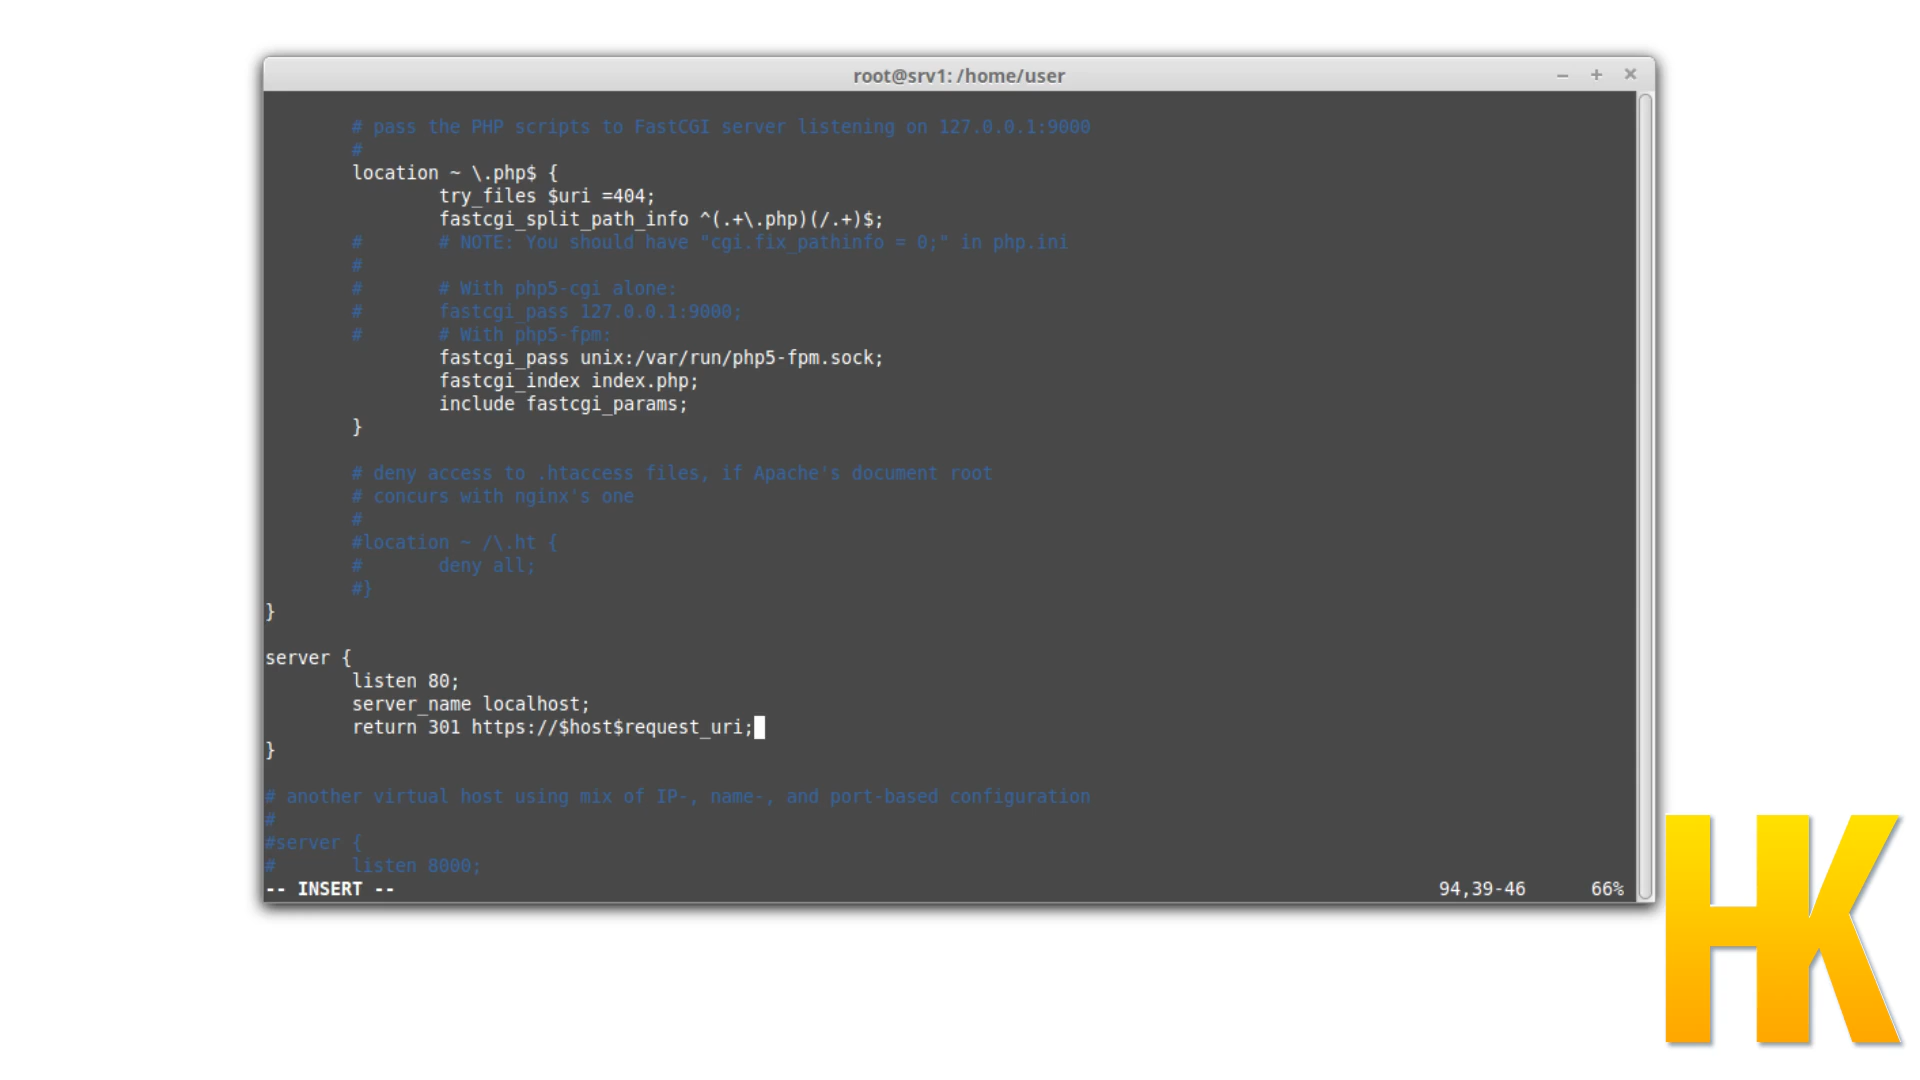 root@srv1: /home/user
# pass the PHP scripts to FastCGI server listening on 127.0.0.1:9000
#
location ~ \.php$ {
try_files $uri =404;
fastcgi_split_path_info ^(.+\.php)(/.+)$;
# # NOTE: You should have "cgi.fix_pathinfo = 0;" in php.ini
#
# # With php5-cgi alone:
# fastcgi_pass 127.0.0.1:9000;
# # With php5-fpm:
fastcgi_pass unix:/var/run/php5-fpm.sock;
fastcgi_index index.php;
include fastcgi_params;
}
# deny access to .htaccess files, if Apache's document root
# concurs with nginx's one
#
#location ~ /\.ht {
# deny all;
#}
}
server {
listen 80;
server_name localhost;
return 301 https://$host$request_uri;
}
# another virtual host using mix of IP-, name-, and port-based configuration
#
#server {
# listen 8000;
-- INSERT -- 94,39-46 66%
HK